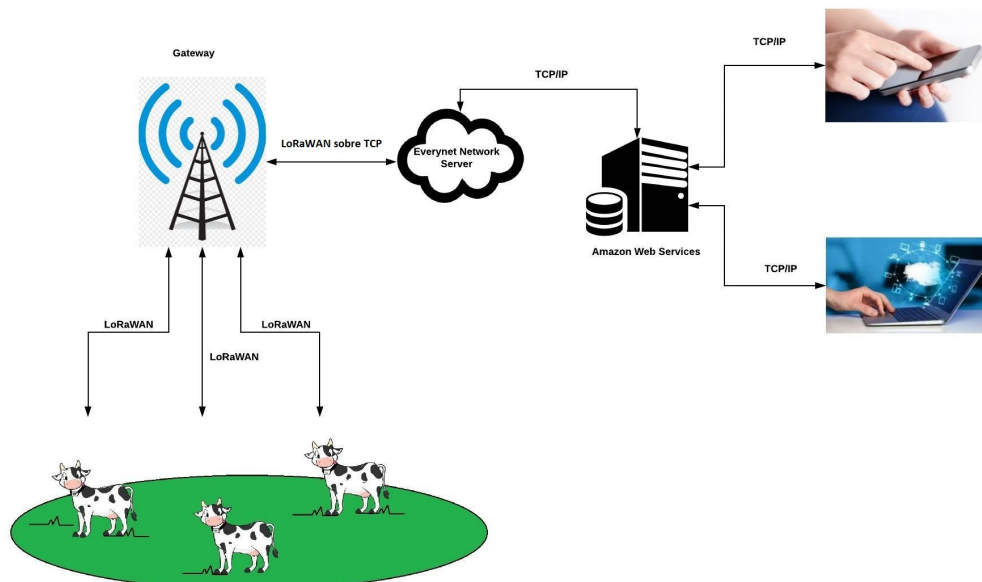 Gateway
TCP/IP
TCP/IP
LoRaWAN sobre TCP
Everynet Network
Server
Amazon Web Services
TCP/IP
LoRaWAN
LoRaWAN
LoRaWAN